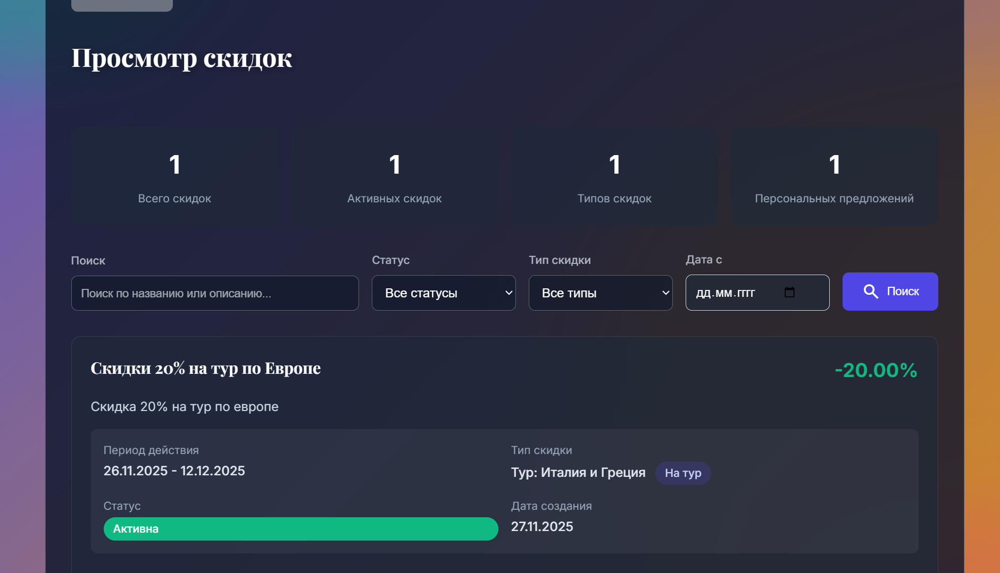 Просмотр скидок
1
Всего скидок
1
Активных скидок
1
Типов скидок
1
Персональных предложений
Поиск
Поиск по названию или описанию...
Статус
Все статусы
Тип скидки
Все типы
Дата с
ДД.ММ.ГГГГ
Поиск
Скидки 20% на тур по Европе
-20.00%
Скидка 20% на тур по европе
Период действия
26.11.2025 - 12.12.2025
Тип скидки
Тур: Италия и Греция На тур
Статус
Активна
Дата создания
27.11.2025